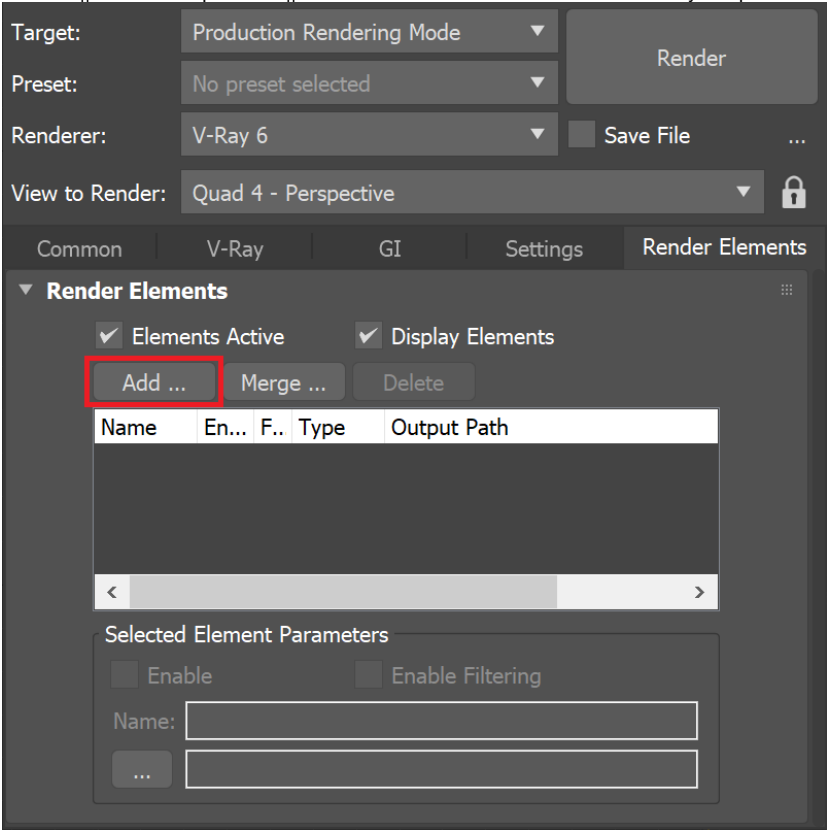 Target: Production Rendering Mode
Render
Preset: No preset selected
Renderer: V-Ray 6 Save File ...
View to Render: Quad 4 - Perspective
Common V-Ray GI Settings Render Elements
Render Elements
Elements Active Display Elements
Add ... Merge ... Delete
Name En... F.. Type Output Path
Selected Element Parameters
Enable Enable Filtering
Name:
...